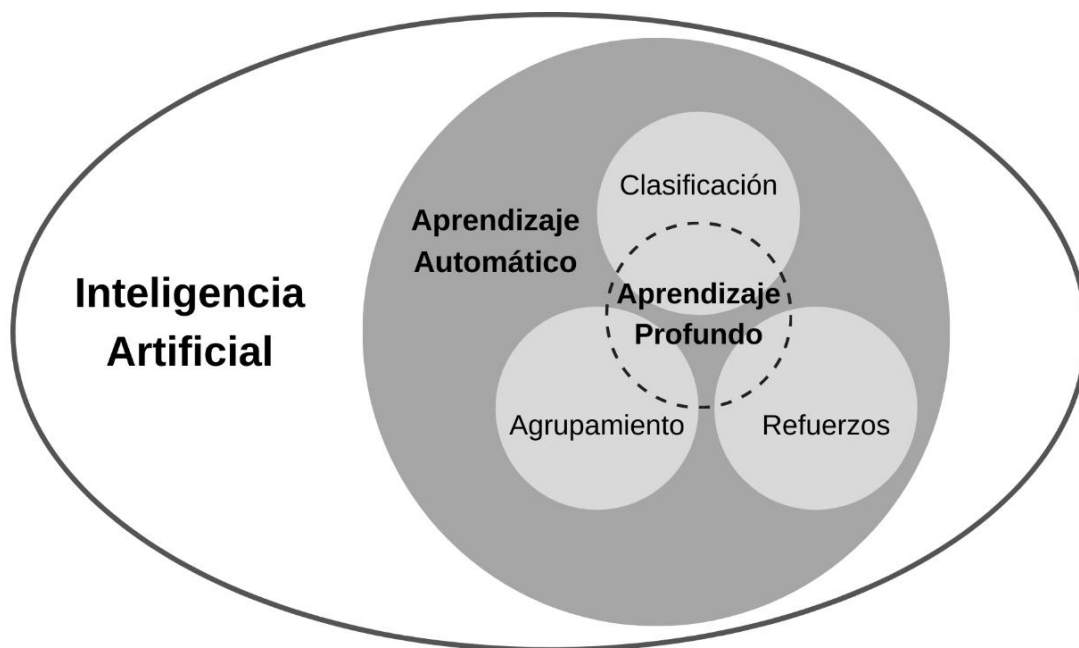 Inteligencia
Artificial
Aprendizaje
Automático
Clasificación
Aprendizaje
Profundo
Agrupamiento
Refuerzos